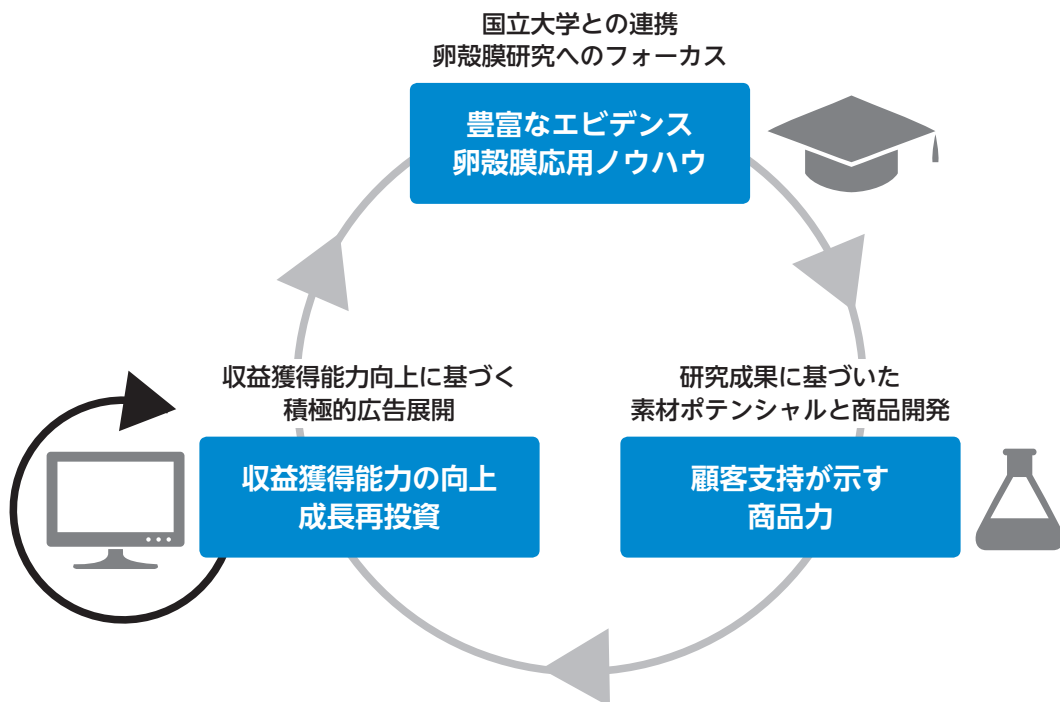 国立大学との連携
卵殻膜研究へのフォーカス
豊富なエビデンス
卵殻膜応用ノウハウ
収益獲得能力向上に基づく
積極的広告展開
収益獲得能力の向上
成長再投資
研究成果に基づいた
素材ポテンシャルと商品開発
顧客支持が示す
商品力